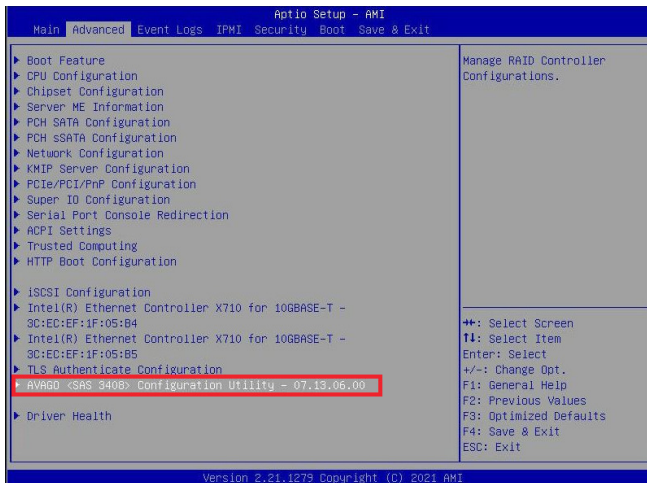 Aptio Setup – AMI
Main Advanced Event Logs IPMI Security Boot Save & Exit
▶ Boot Feature
▶ CPU Configuration
▶ Chipset Configuration
▶ Server ME Information
▶ PCH SATA Configuration
▶ PCH sSATA Configuration
▶ Network Configuration
▶ KMIP Server Configuration
▶ PCIe/PCI/PnP Configuration
▶ Super IO Configuration
▶ Serial Port Console Redirection
▶ ACPI Settings
▶ Trusted Computing
▶ HTTP Boot Configuration
▶ iSCSI Configuration
▶ Intel(R) Ethernet Controller X710 for 10GBASE-T –
3C:EC:EF:1F:05:B4
▶ Intel(R) Ethernet Controller X710 for 10GBASE-T –
3C:EC:EF:1F:05:B5
▶ TLS Authenticate Configuration
▶ AVAGO <SAS 3408> Configuration Utility – 07.13.06.00
▶ Driver Health
Manage RAID Controller
Configurations.
→←: Select Screen
↑↓: Select Item
Enter: Select
+/-: Change Opt.
F1: General Help
F2: Previous Values
F3: Optimized Defaults
F4: Save & Exit
ESC: Exit
Version 2.21.1279 Copyright (C) 2021 AMI